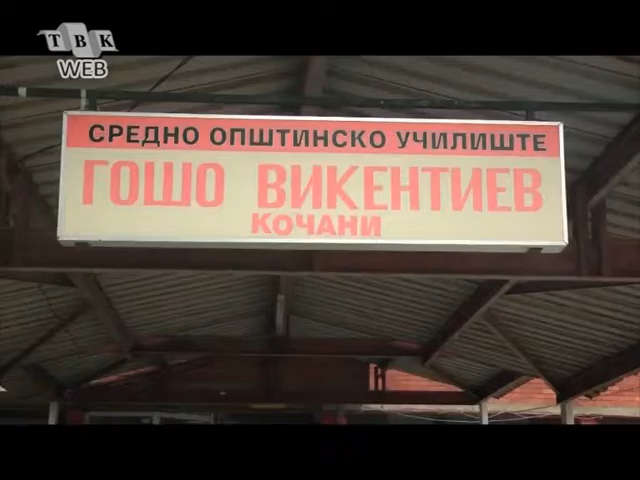 ТВК
WEB
СРЕДНО ОПШТИНСКО УЧИЛИШТЕ
ГОШО ВИКЕНТИЕВ
КОЧАНИ